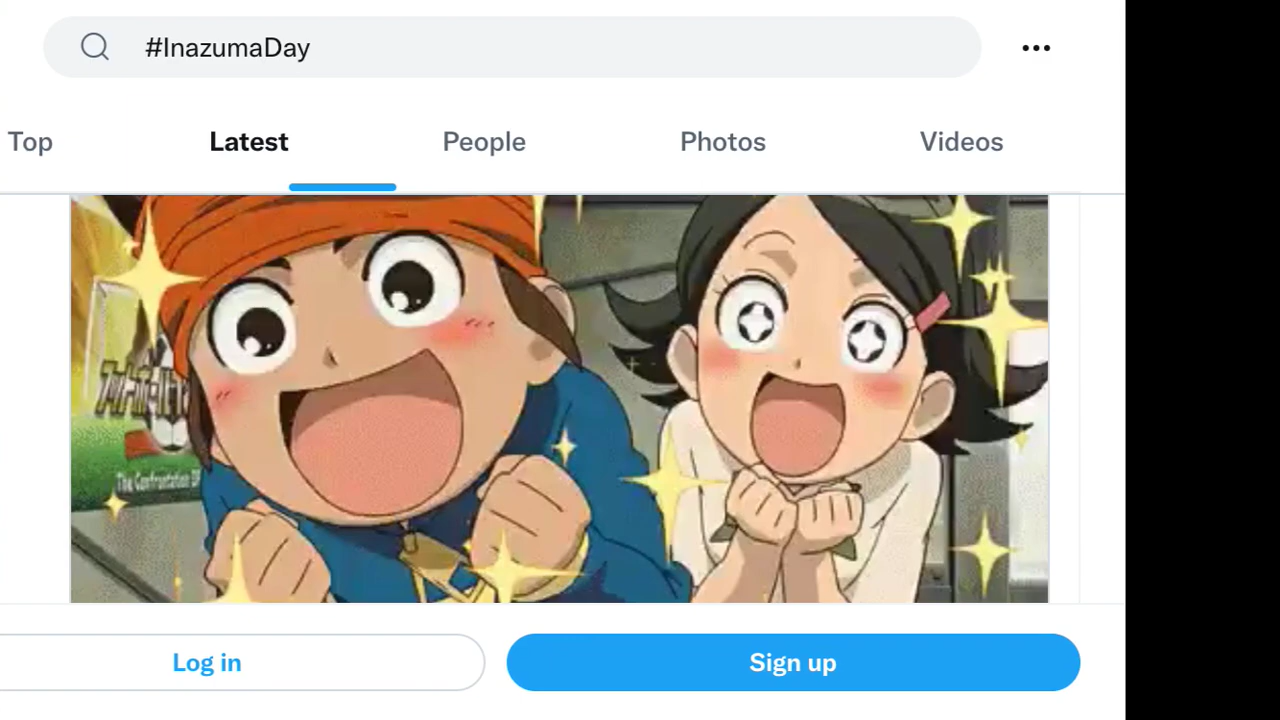 #InazumaDay
Top
Latest
People
Photos
Videos
The Confrontation
Log in
Sign up